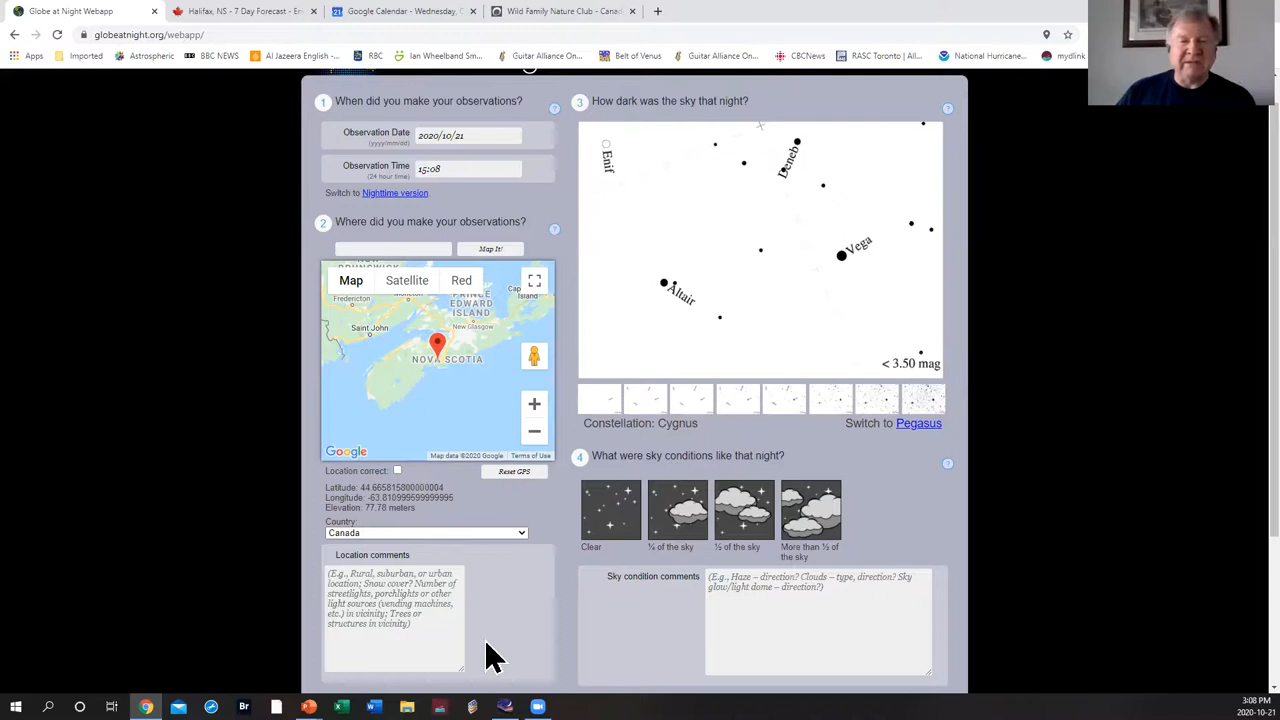 Globe at Night Webapp
Halifax, NS - 7 Day Forecast - En
Google Calendar - Wednesday, O
Wild Family Nature Club - Canad
globeatnight.org/webapp/
Apps
Imported
Astrospheric
BBC NEWS
Al Jazeera English -...
RBC
Ian Wheelband Sm...
Guitar Alliance On...
Belt of Venus
Guitar Alliance On...
CBCNews
RASC Toronto | All...
National Hurricane...
mydlink
1 When did you make your observations? ?
Observation Date
(yyyy/mm/dd)
2020/10/21
Observation Time
(24 hour time)
15:08
Switch to Nighttime version.
2 Where did you make your observations? ?
Map It!
Map Satellite Red
PRINCE
EDWARD
ISLAND
Fredericton
Moncton
Saint John
New Glasgow
NOVA SCOTIA
Google
Map data ©2020 Google Terms of Use
Location correct:
Reset GPS
Latitude: 44.665815800000004
Longitude: -63.810999599999995
Elevation: 77.78 meters
Country:
Canada
Location comments
(E.g., Rural, suburban, or urban
location; Snow cover? Number of
streetlights, porchlights or other
light sources (vending machines,
etc.) in vicinity; Trees or
structures in vicinity)
3 How dark was the sky that night? ?
Enif
Deneb
Vega
Altair
< 3.50 mag
Constellation: Cygnus
Switch to Pegasus
4 What were sky conditions like that night? ?
Clear
¼ of the sky
½ of the sky
More than ½ of
the sky
Sky condition comments
(E.g., Haze – direction? Clouds – type, direction? Sky
glow/light dome – direction?)
Br
3:08 PM
2020-10-21